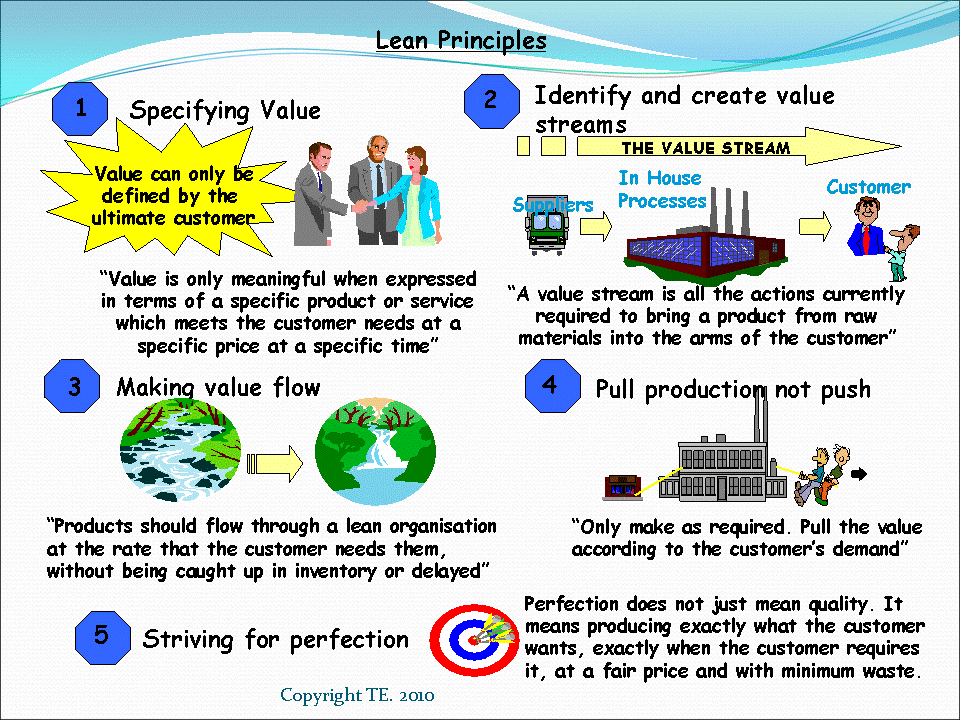 Lean Principles
1
Specifying Value
Value can only be
defined by the
ultimate customer
“Value is only meaningful when expressed
in terms of a specific product or service
which meets the customer needs at a
specific price at a specific time”
2
Identify and create value
streams
THE VALUE STREAM
Suppliers
In House
Processes
Customer
“A value stream is all the actions currently
required to bring a product from raw
materials into the arms of the customer”
3
Making value flow
“Products should flow through a lean organisation
at the rate that the customer needs them,
without being caught up in inventory or delayed”
4
Pull production not push
“Only make as required. Pull the value
according to the customer’s demand”
5
Striving for perfection
Perfection does not just mean quality. It
means producing exactly what the customer
wants, exactly when the customer requires
it, at a fair price and with minimum waste.
Copyright TE. 2010